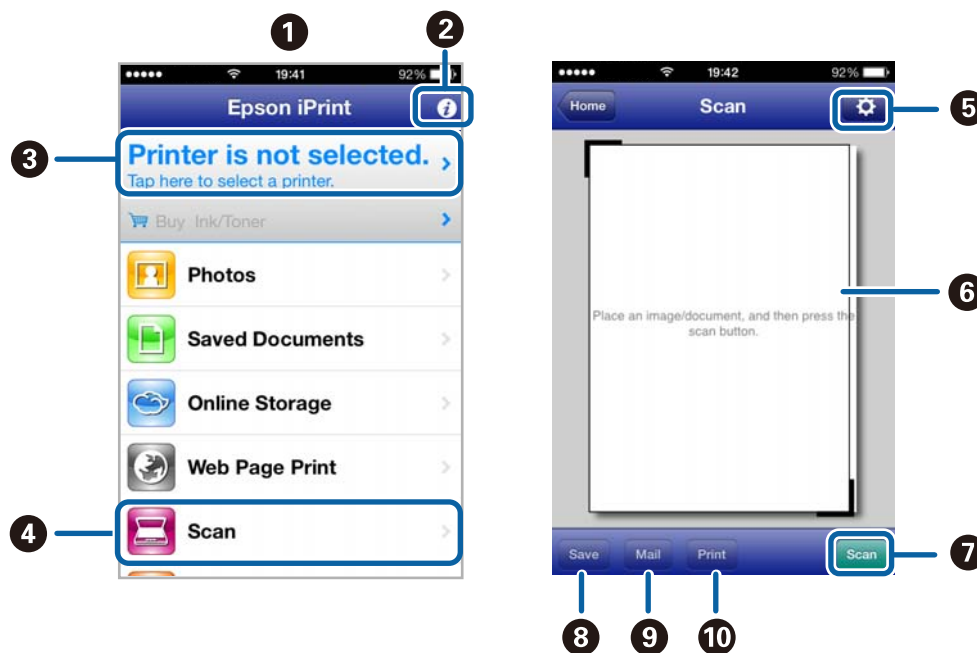 1
2
19:41
92%
Epson iPrint
3
Printer is not selected.
Tap here to select a printer.
Buy Ink/Toner
Photos
Saved Documents
Online Storage
Web Page Print
4
Scan
19:42
92%
Home
Scan
5
6
Place an image/document, and then press the
scan button.
Save
Mail
Print
Scan
7
8
9
10